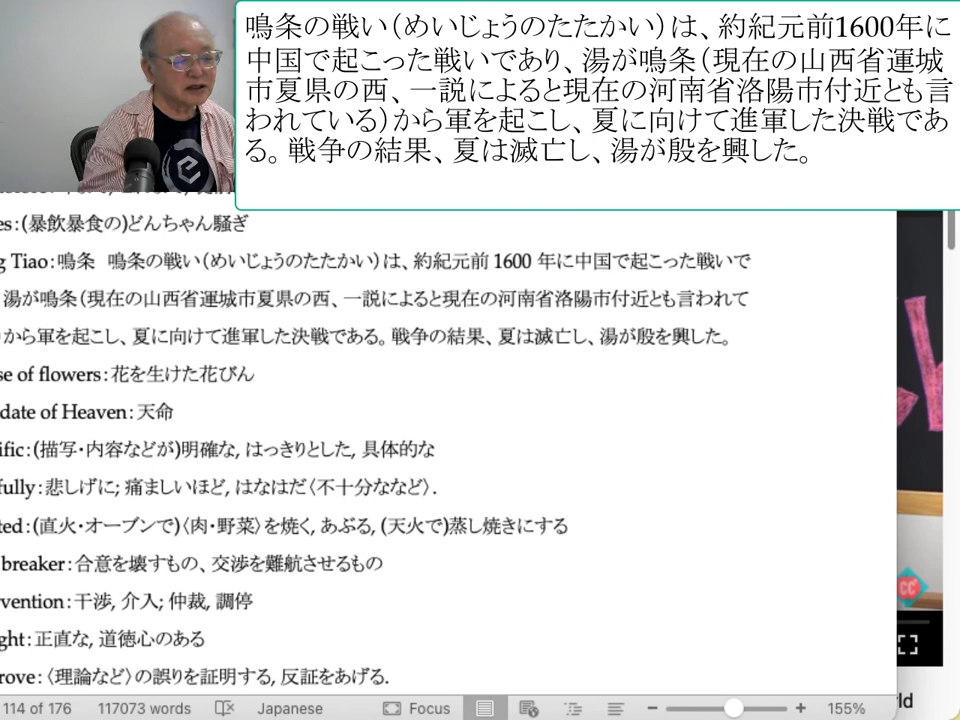 鳴条の戦い（めいじょうのたたかい）は、約紀元前1600年に
中国で起こった戦いであり、湯が鳴条（現在の山西省運城
市夏県の西、一説によると現在の河南省洛陽市付近とも言
われている）から軍を起こし、夏に向けて進軍した決戦であ
る。戦争の結果、夏は滅亡し、湯が殷を興した。
es：(暴飲暴食の)どんちゃん騒ぎ
g Tiao：鳴条 鳴条の戦い（めいじょうのたたかい）は、約紀元前 1600 年に中国で起こった戦いで
湯が鳴条（現在の山西省運城市夏県の西、一説によると現在の河南省洛陽市付近とも言われて
）から軍を起こし、夏に向けて進軍した決戦である。戦争の結果、夏は滅亡し、湯が殷を興した。
se of flowers：花を生けた花びん
date of Heaven：天命
ific：(描写・内容などが)明確な, はっきりとした, 具体的な
fully：悲しげに; 痛ましいほど, はなはだ〈不十分ななど〉.
ted：(直火・オーブンで)〈肉・野菜〉を焼く, あぶる, (天火で)蒸し焼きにする
breaker：合意を壊すもの、交渉を難航させるもの
vention：干渉, 介入; 仲裁, 調停
ght：正直な, 道徳心のある
rove：〈理論など〉の誤りを証明する, 反証をあげる.
CC
ld
114 of 176 117073 words Japanese Focus 155%